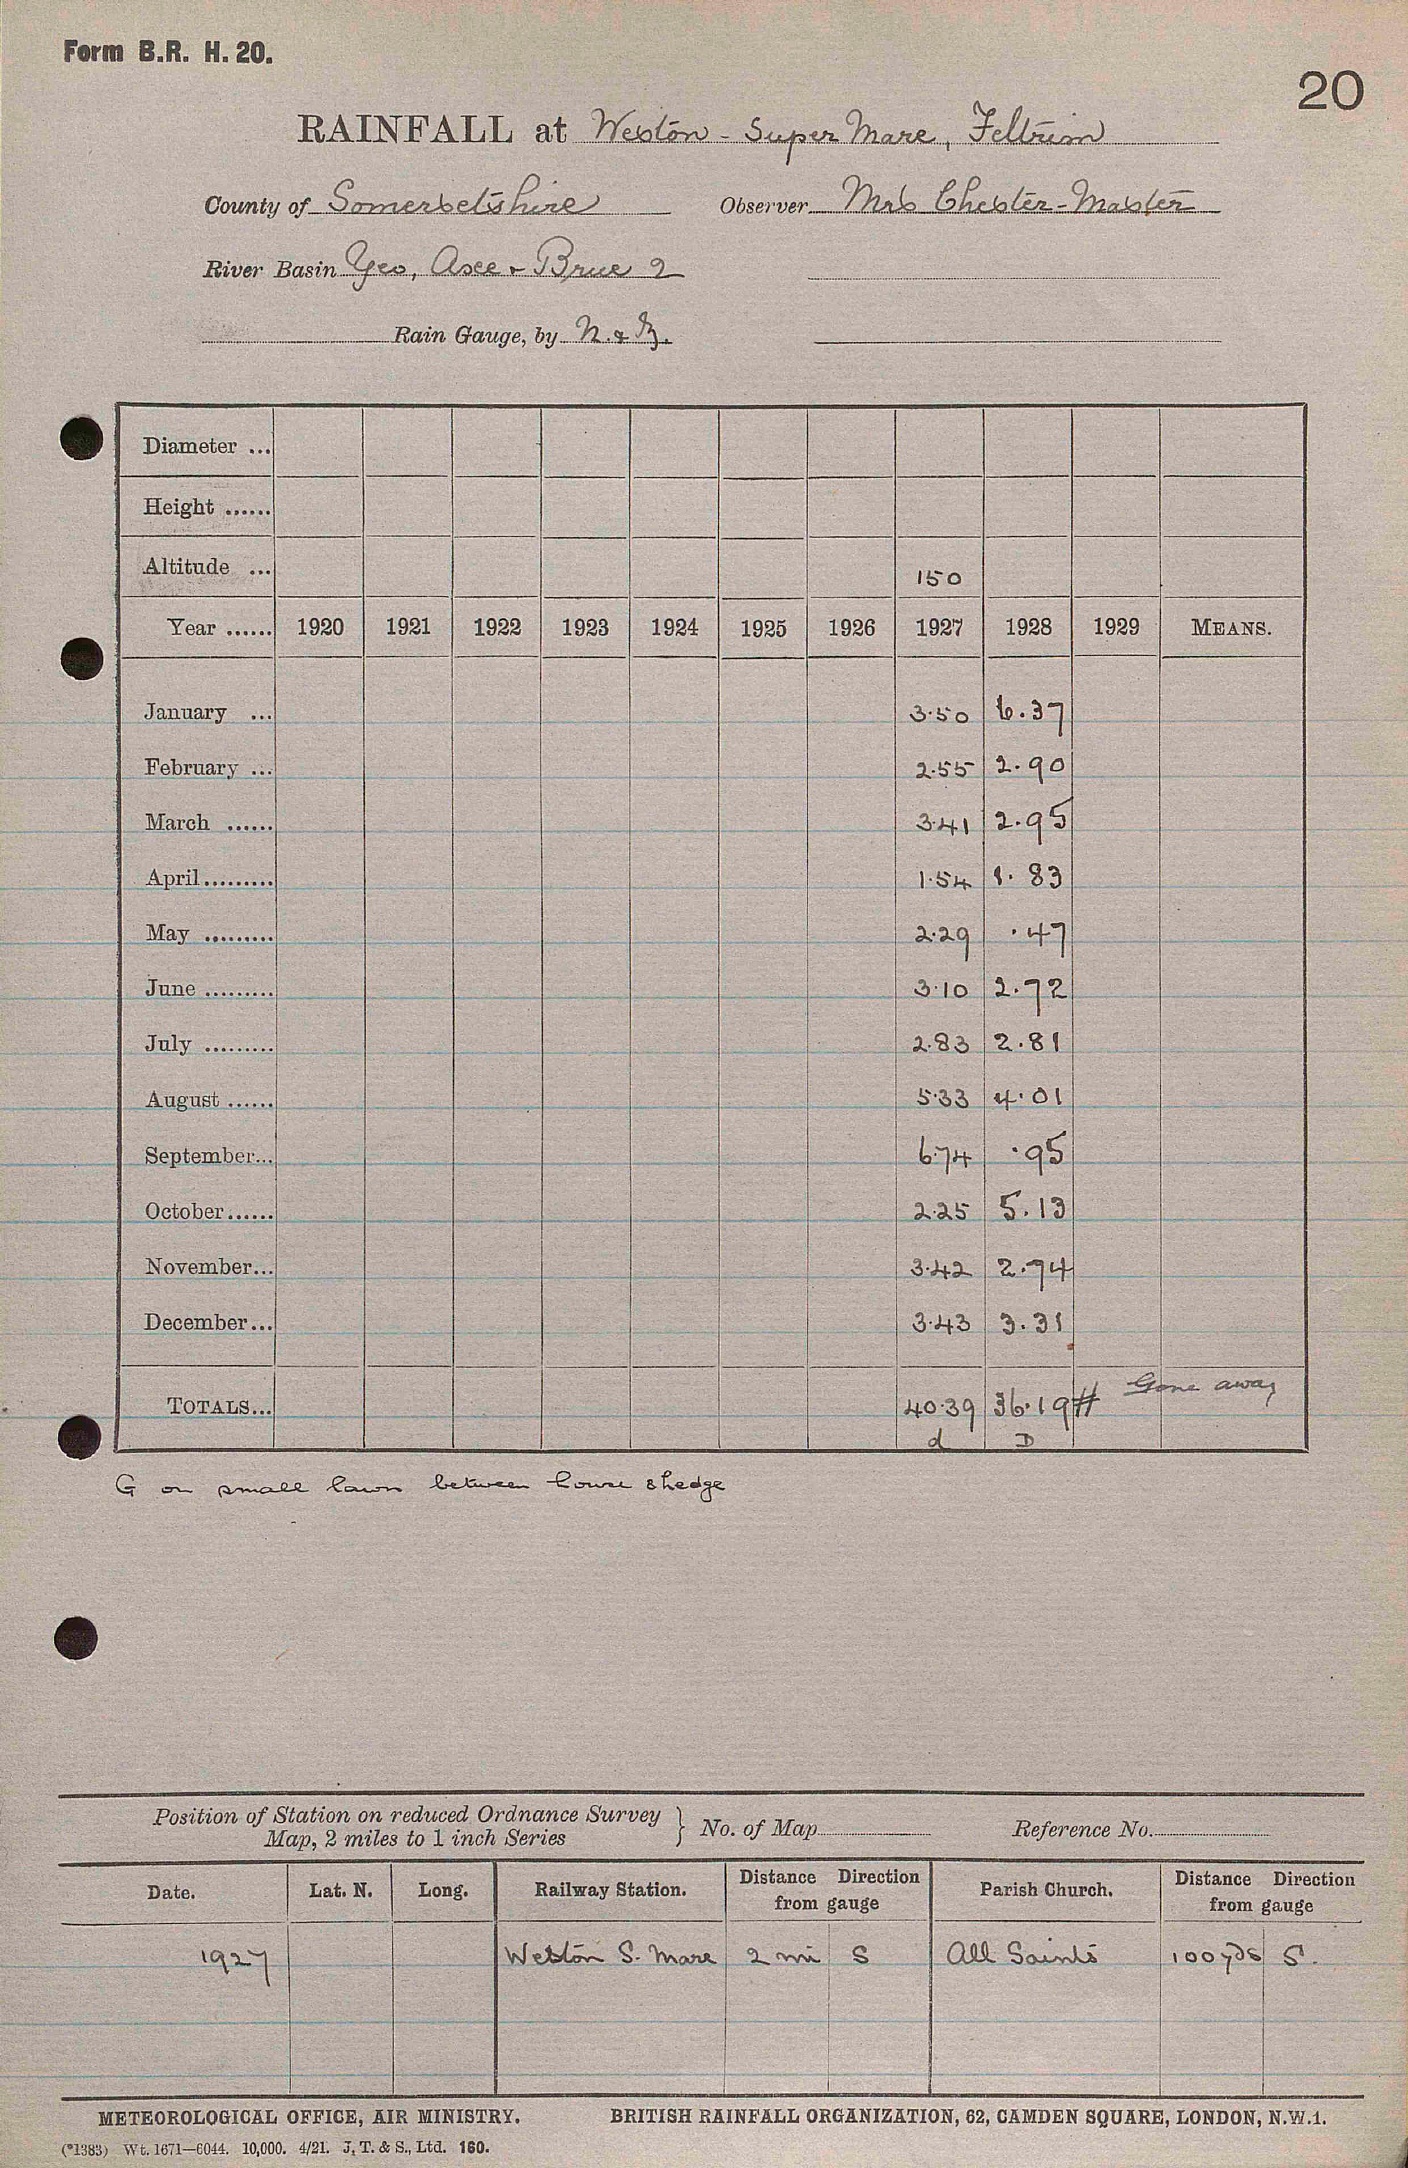 Form B.R. H. 20.
20
RAINFALL at Weston-Super Mare, Feltrim
County of Somersetshire Observer Mrs Chester-Master
River Basin Yeo, Axe & Brue 2
Rain Gauge, by N. & Z.
Diameter ...
Height ......
Altitude ... 150
Year ...... 1920 1921 1922 1923 1924 1925 1926 1927 1928 1929 MEANS.
January ... 3.50 6.37
February ... 2.55 2.90
March ...... 3.41 2.95
April ......... 1.54 1.83
May ......... 2.29 .47
June ......... 3.10 2.72
July ......... 2.83 2.81
August ...... 5.33 4.01
September... 6.74 .95
October ...... 2.25 5.13
November... 3.42 2.74
December... 3.43 3.31
TOTALS... 40.39 36.19# Gone away
d D
G on small lawn between house & hedge
Position of Station on reduced Ordnance Survey
Map, 2 miles to 1 inch Series } No. of Map Reference No.
Date. Lat. N. Long. Railway Station. Distance Direction from gauge Parish Church. Distance Direction from gauge
1927 Weston S. Mare 2 mi S All Saints 100 yds S.
METEOROLOGICAL OFFICE, AIR MINISTRY. BRITISH RAINFALL ORGANIZATION, 62, CAMDEN SQUARE, LONDON, N.W.1.
(*1383) Wt. 1671—6044. 10,000. 4/21. J. T. & S., Ltd. 160.